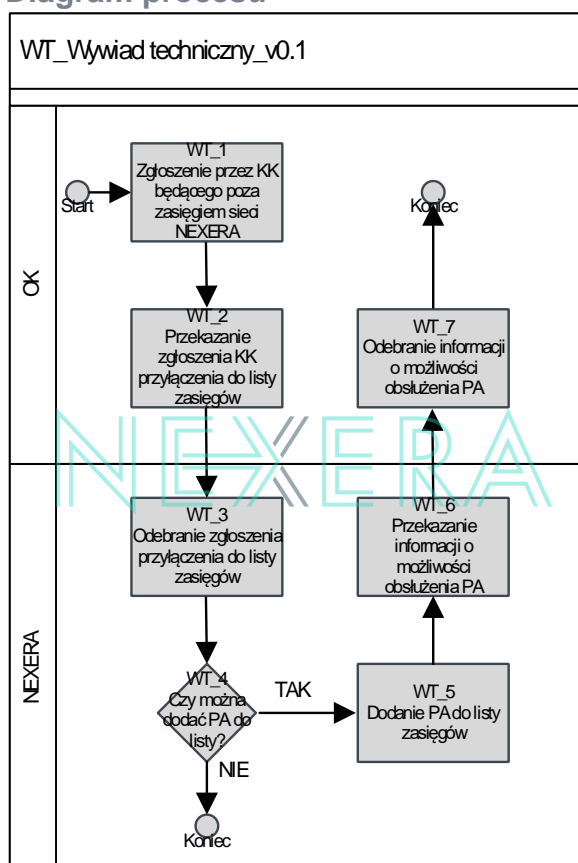 Diagram procesu
WT_Wywiad techniczny_v0.1
OK
Start
WT_1
Zgłoszenie przez KK
będącego poza
zasięgiem sieci
NEXERA
WT_2
Przekazanie
zgłoszenia KK
przyłączenia do listy
zasięgów
Koniec
WT_7
Odebranie informacji
o możliwości
obsłużenia PA
NEXERA
NEXERA
WT_3
Odebranie zgłoszenia
przyłączenia do listy
zasięgów
WT_6
Przekazanie
informacji o
możliwości
obsłużenia PA
WT_4
Czy można
dodać PA do
listy?
TAK
WT_5
Dodanie PA do listy
zasięgów
NIE
Koniec